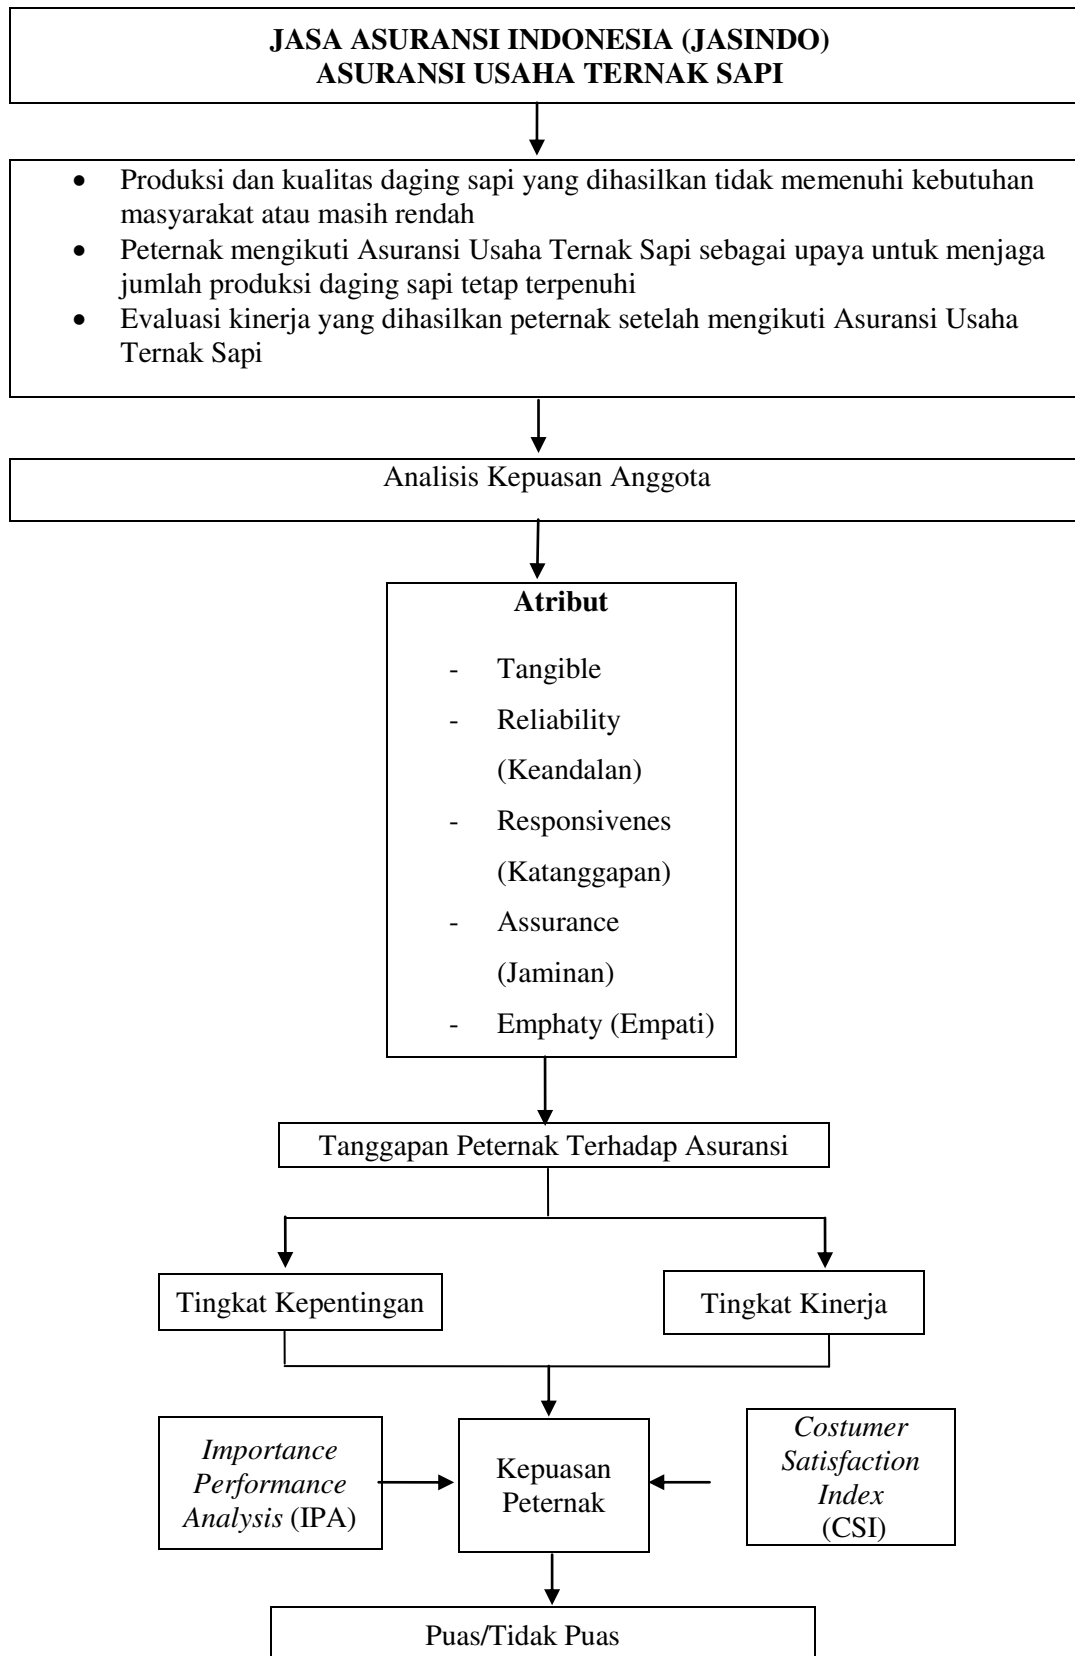 JASA ASURANSI INDONESIA (JASINDO)
ASURANSI USAHA TERNAK SAPI
• Produksi dan kualitas daging sapi yang dihasilkan tidak memenuhi kebutuhan
masyarakat atau masih rendah
• Peternak mengikuti Asuransi Usaha Ternak Sapi sebagai upaya untuk menjaga
jumlah produksi daging sapi tetap terpenuhi
• Evaluasi kinerja yang dihasilkan peternak setelah mengikuti Asuransi Usaha
Ternak Sapi
Analisis Kepuasan Anggota
Atribut
- Tangible
- Reliability
(Keandalan)
- Responsivenes
(Katanggapan)
- Assurance
(Jaminan)
- Emphaty (Empati)
Tanggapan Peternak Terhadap Asuransi
Tingkat Kepentingan
Tingkat Kinerja
Importance
Performance
Analysis (IPA)
Kepuasan
Peternak
Costumer
Satisfaction
Index
(CSI)
Puas/Tidak Puas